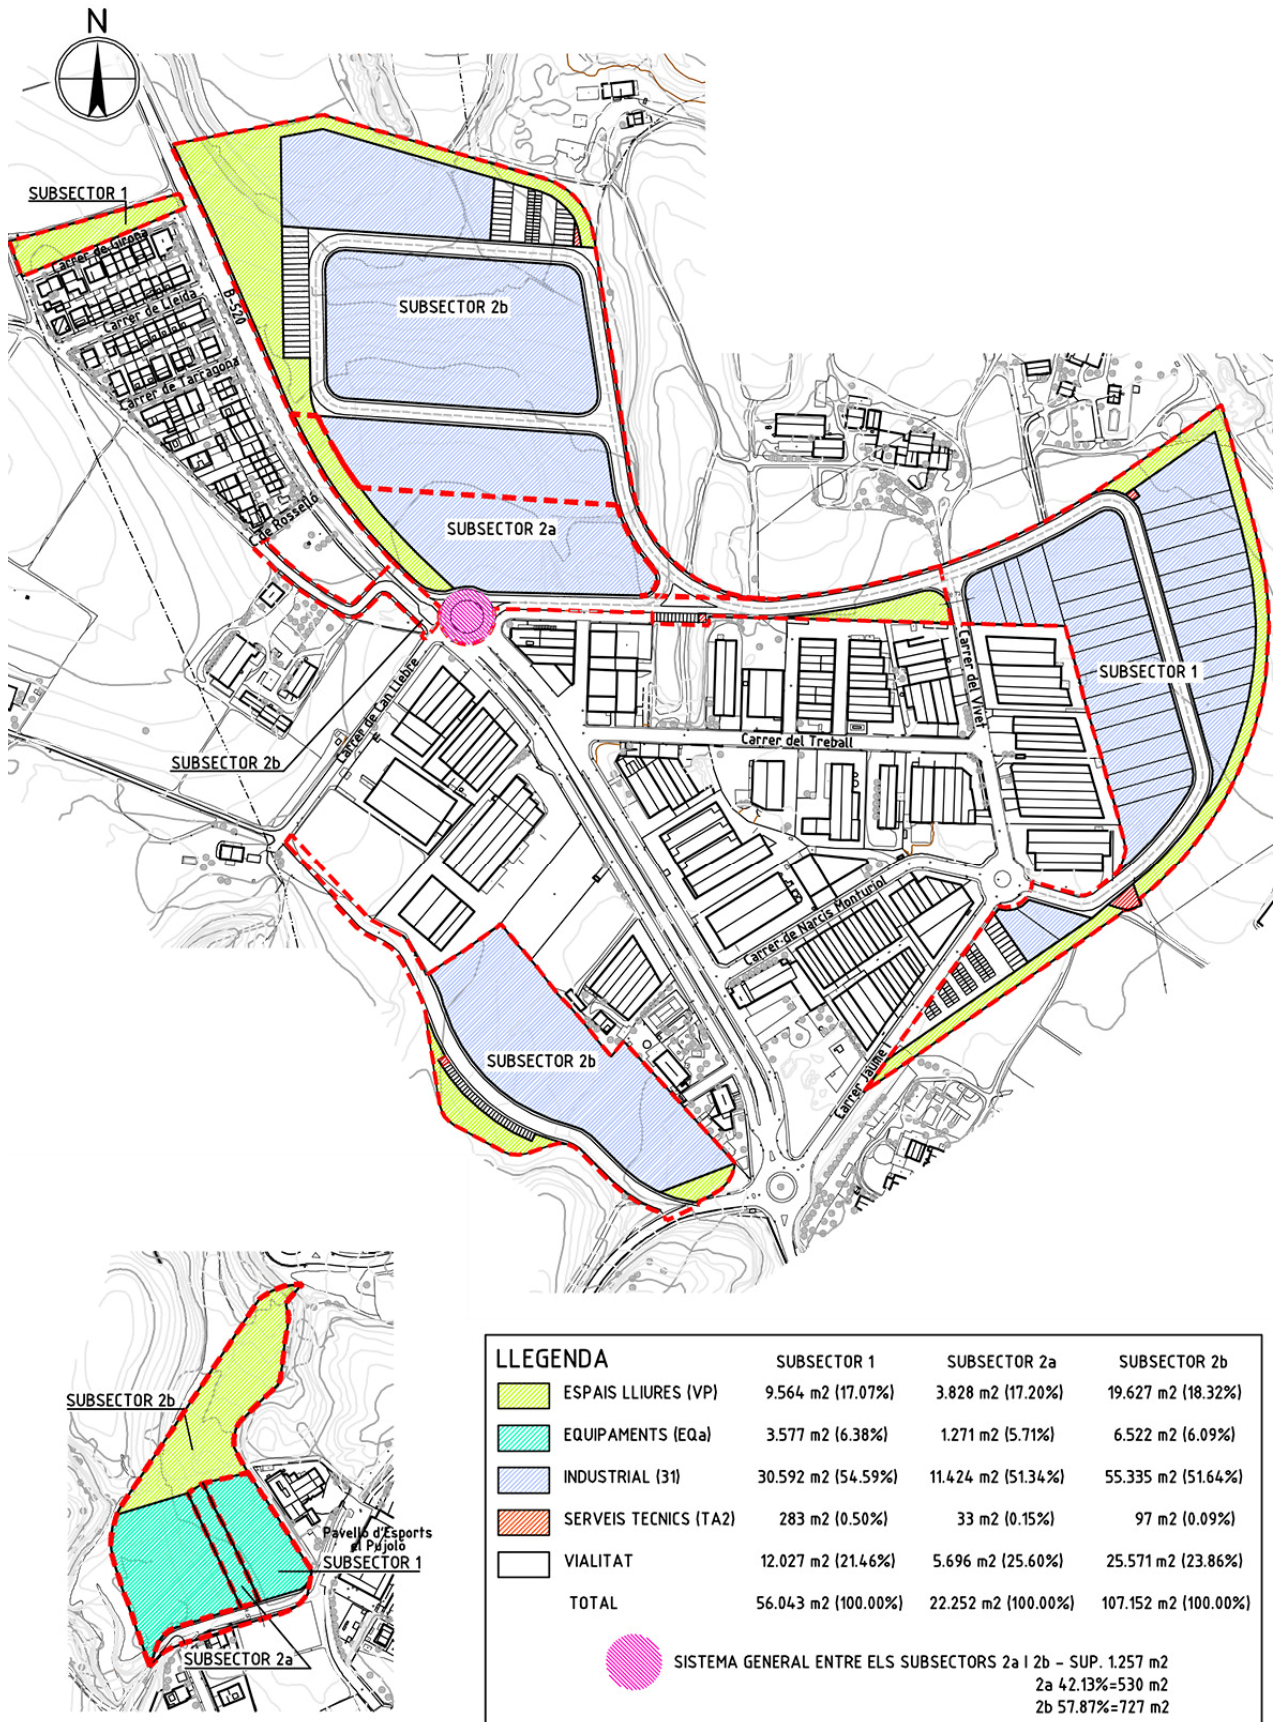 N
SUBSECTOR 1
Carrer de Girona
Carrer de Lleida
Carrer de Tarragona
B-520
C. de Rosselló
SUBSECTOR 2b
SUBSECTOR 2a
SUBSECTOR 1
Carrer del Viver
Carrer del Treball
Carrer de Can Llebre
SUBSECTOR 2b
Carrer de Narcis Monturiol
SUBSECTOR 2b
Carrer Jaume I
SUBSECTOR 2b
Pavelló d'Esports
el Pujoló
SUBSECTOR 1
SUBSECTOR 2a
LLEGENDA SUBSECTOR 1 SUBSECTOR 2a SUBSECTOR 2b
ESPAIS LLIURES (VP) 9.564 m2 (17.07%) 3.828 m2 (17.20%) 19.627 m2 (18.32%)
EQUIPAMENTS (EQa) 3.577 m2 (6.38%) 1.271 m2 (5.71%) 6.522 m2 (6.09%)
INDUSTRIAL (31) 30.592 m2 (54.59%) 11.424 m2 (51.34%) 55.335 m2 (51.64%)
SERVEIS TECNICS (TA2) 283 m2 (0.50%) 33 m2 (0.15%) 97 m2 (0.09%)
VIALITAT 12.027 m2 (21.46%) 5.696 m2 (25.60%) 25.571 m2 (23.86%)
TOTAL 56.043 m2 (100.00%) 22.252 m2 (100.00%) 107.152 m2 (100.00%)
SISTEMA GENERAL ENTRE ELS SUBSECTORS 2a I 2b - SUP. 1.257 m2
2a 42.13%=530 m2
2b 57.87%=727 m2